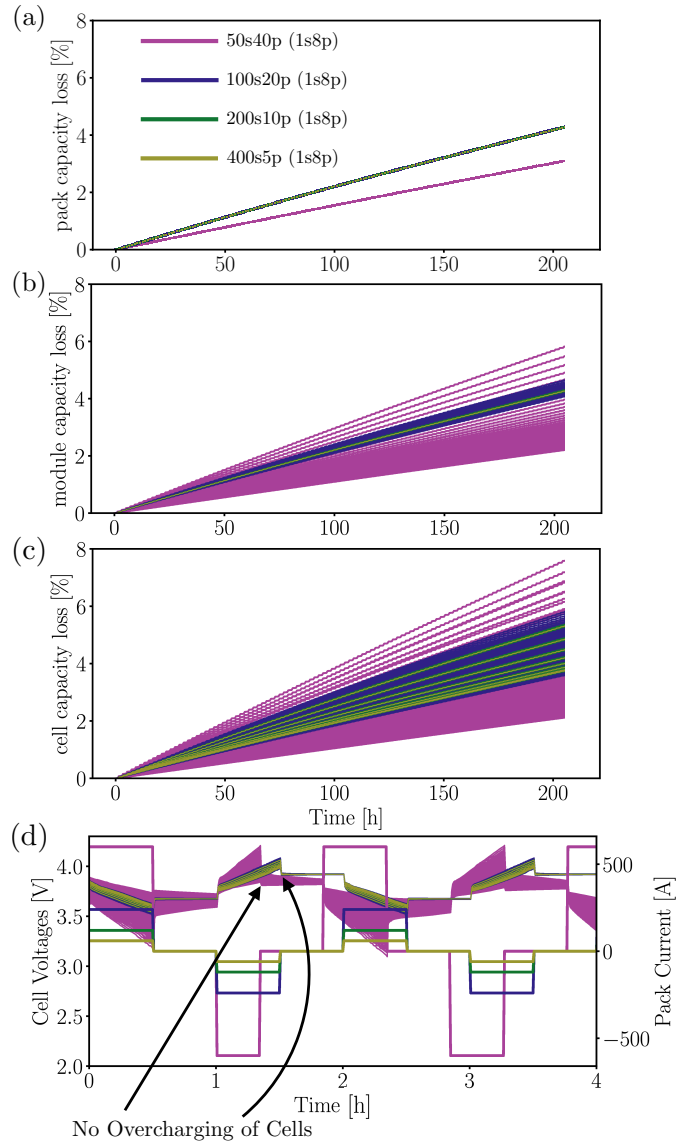 (a)
pack capacity loss [%]
8
6
4
2
0
50s40p (1s8p)
100s20p (1s8p)
200s10p (1s8p)
400s5p (1s8p)
0 50 100 150 200
(b)
module capacity loss [%]
8
6
4
2
0
0 50 100 150 200
(c)
cell capacity loss [%]
8
6
4
2
0
0 50 100 150 200
Time [h]
(d)
Cell Voltages [V]
4.0
3.5
3.0
2.5
2.0
500
0
−500
Pack Current [A]
0 1 2 3 4
Time [h]
No Overcharging of Cells